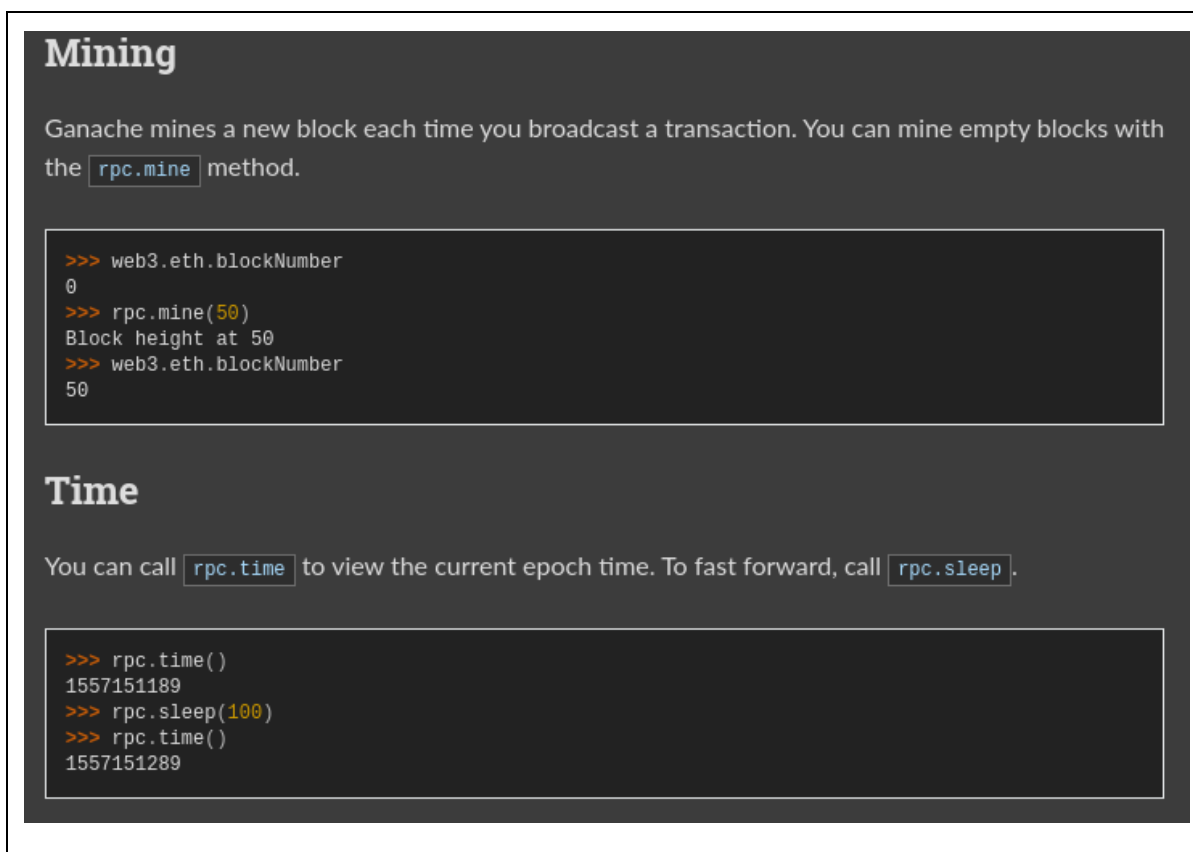 Mining
Ganache mines a new block each time you broadcast a transaction. You can mine empty blocks with
the rpc.mine method.
>>> web3.eth.blockNumber
0
>>> rpc.mine(50)
Block height at 50
>>> web3.eth.blockNumber
50
Time
You can call rpc.time to view the current epoch time. To fast forward, call rpc.sleep.
>>> rpc.time()
1557151189
>>> rpc.sleep(100)
>>> rpc.time()
1557151289